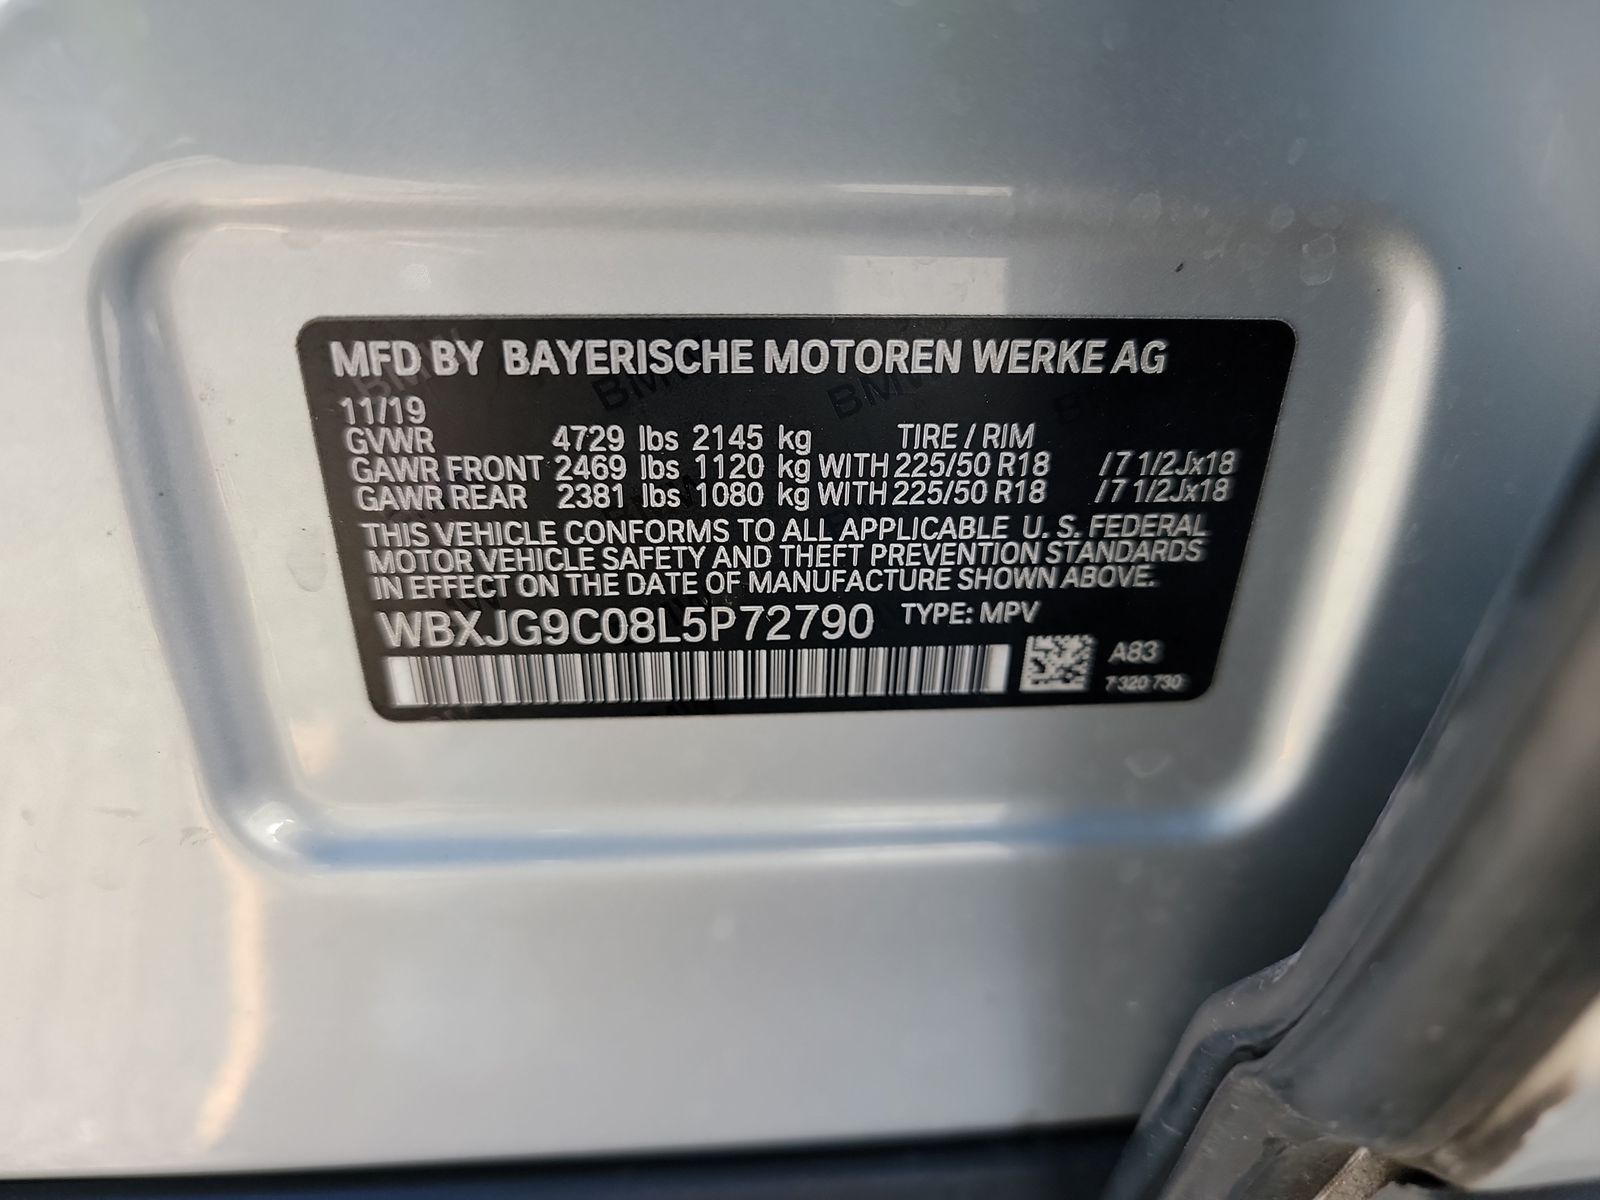 MFD BY BAYERISCHE MOTOREN WERKE AG
11/19
GVWR 4729 lbs 2145 kg TIRE / RIM
GAWR FRONT 2469 lbs 1120 kg WITH 225/50 R18 / 7 1/2Jx18
GAWR REAR 2381 lbs 1080 kg WITH 225/50 R18 / 7 1/2Jx18
THIS VEHICLE CONFORMS TO ALL APPLICABLE U. S. FEDERAL
MOTOR VEHICLE SAFETY AND THEFT PREVENTION STANDARDS
IN EFFECT ON THE DATE OF MANUFACTURE SHOWN ABOVE.
WBXJG9C08L5P72790 TYPE: MPV
A83
7 320 730